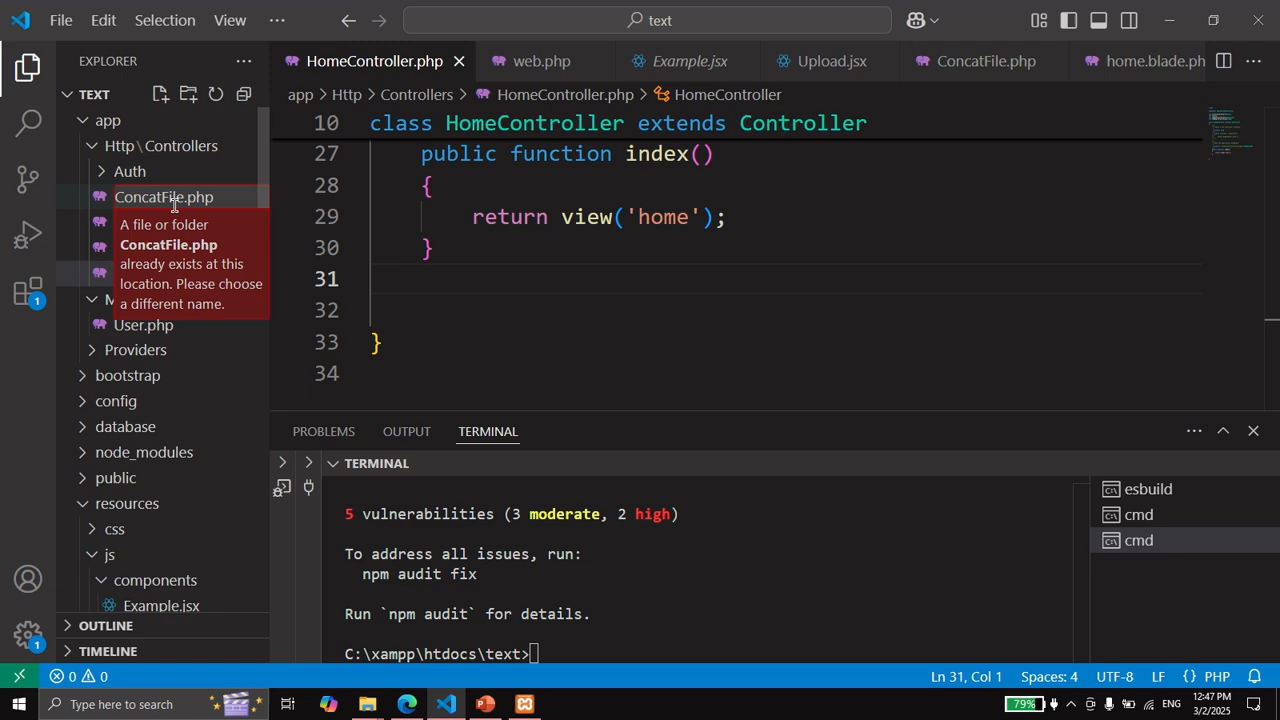 File Edit Selection View ···
text
EXPLORER
TEXT
app
Http\Controllers
Auth
ConcatFile.php
A file or folder
ConcatFile.php
already exists at this
location. Please choose
a different name.
M
User.php
Providers
bootstrap
config
database
node_modules
public
resources
css
js
components
Example.jsx
OUTLINE
TIMELINE
HomeController.php web.php Example.jsx Upload.jsx ConcatFile.php home.blade.ph
app > Http > Controllers > HomeController.php > HomeController
10 class HomeController extends Controller
27 public function index()
28 {
29 return view('home');
30 }
31
32
33 }
34
PROBLEMS OUTPUT TERMINAL
TERMINAL
5 vulnerabilities (3 moderate, 2 high)
To address all issues, run:
npm audit fix
Run `npm audit` for details.
C:\xampp\htdocs\text>
esbuild
cmd
cmd
1
1
0 0 Ln 31, Col 1 Spaces: 4 UTF-8 LF {} PHP
Type here to search
79% ENG
12:47 PM
3/2/2025